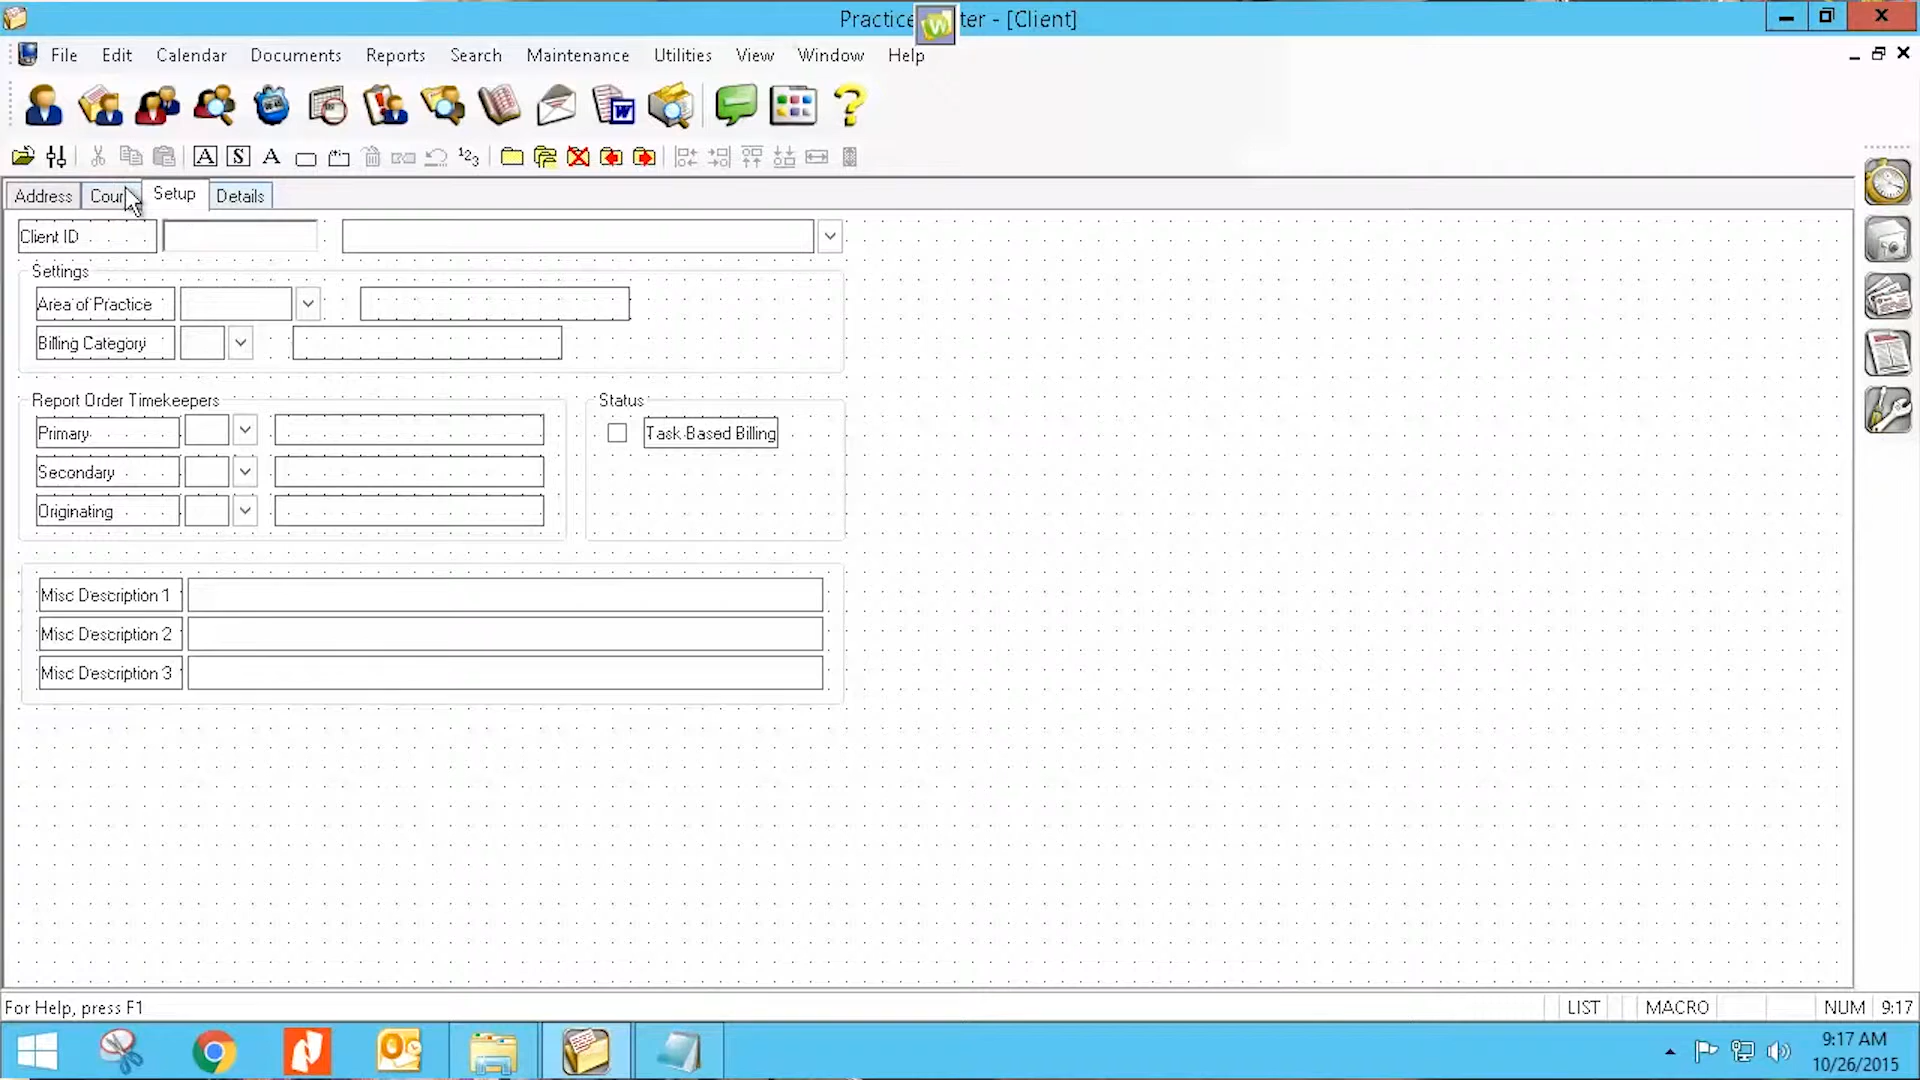 Practice ter - [Client]
File Edit Calendar Documents Reports Search Maintenance Utilities View Window Help
Address Cour Setup Details
Client ID
Settings
Area of Practice
Billing Category
Report Order Timekeepers
Status
Primary
Task Based Billing
Secondary
Originating
Misc Description 1
Misc Description 2
Misc Description 3
For Help, press F1
LIST MACRO NUM 9:17
9:17 AM
10/26/2015